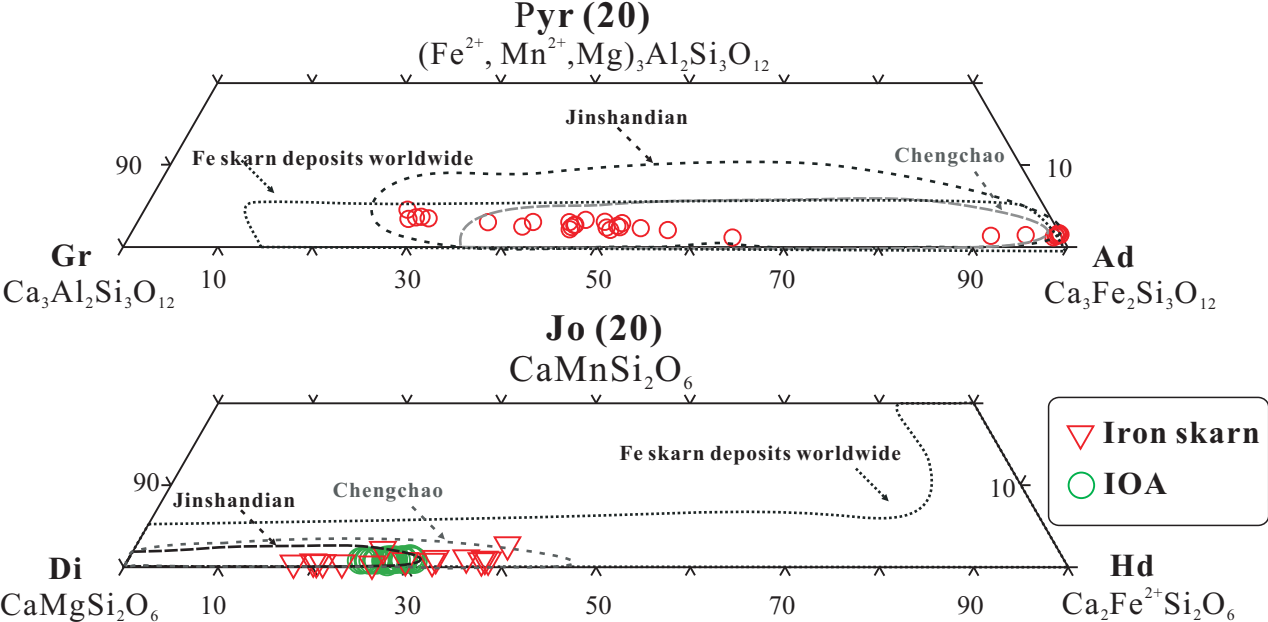 Pyr (20)
(Fe²⁺, Mn²⁺,Mg)₃Al₂Si₃O₁₂
Jinshandian
Fe skarn deposits worldwide
Chengchao
90
10
Gr
Ca₃Al₂Si₃O₁₂
10
30
50
70
90
Ad
Ca₃Fe₂Si₃O₁₂
Jo (20)
CaMnSi₂O₆
Iron skarn
IOA
Fe skarn deposits worldwide
90
10
Jinshandian
Chengchao
Di
CaMgSi₂O₆
10
30
50
70
90
Hd
Ca₂Fe²⁺Si₂O₆